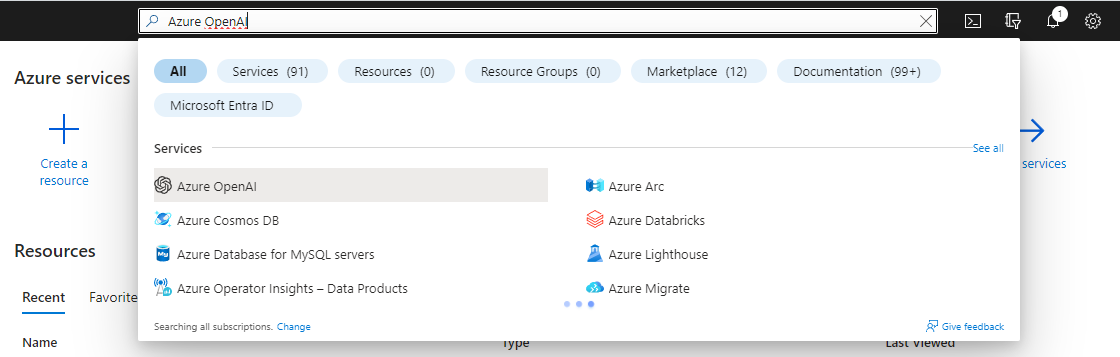 Azure OpenAI
1
All Services (91) Resources (0) Resource Groups (0) Marketplace (12) Documentation (99+)
Microsoft Entra ID
Azure services
Create a
resource
services
Services See all
Azure OpenAI Azure Arc
Azure Cosmos DB Azure Databricks
Azure Database for MySQL servers Azure Lighthouse
Azure Operator Insights – Data Products Azure Migrate
Searching all subscriptions. Change Give feedback
Resources
Recent Favorite
Name Type Last Viewed